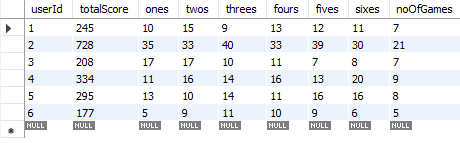 userId totalScore ones twos threes fours fives sixes noOfGames
1 245 10 15 9 13 12 11 7
2 728 35 33 40 33 39 30 21
3 208 17 17 10 11 7 8 7
4 334 11 16 14 16 13 20 9
5 295 13 10 14 11 16 16 8
6 177 5 9 11 10 9 6 5
NULL NULL NULL NULL NULL NULL NULL NULL NULL